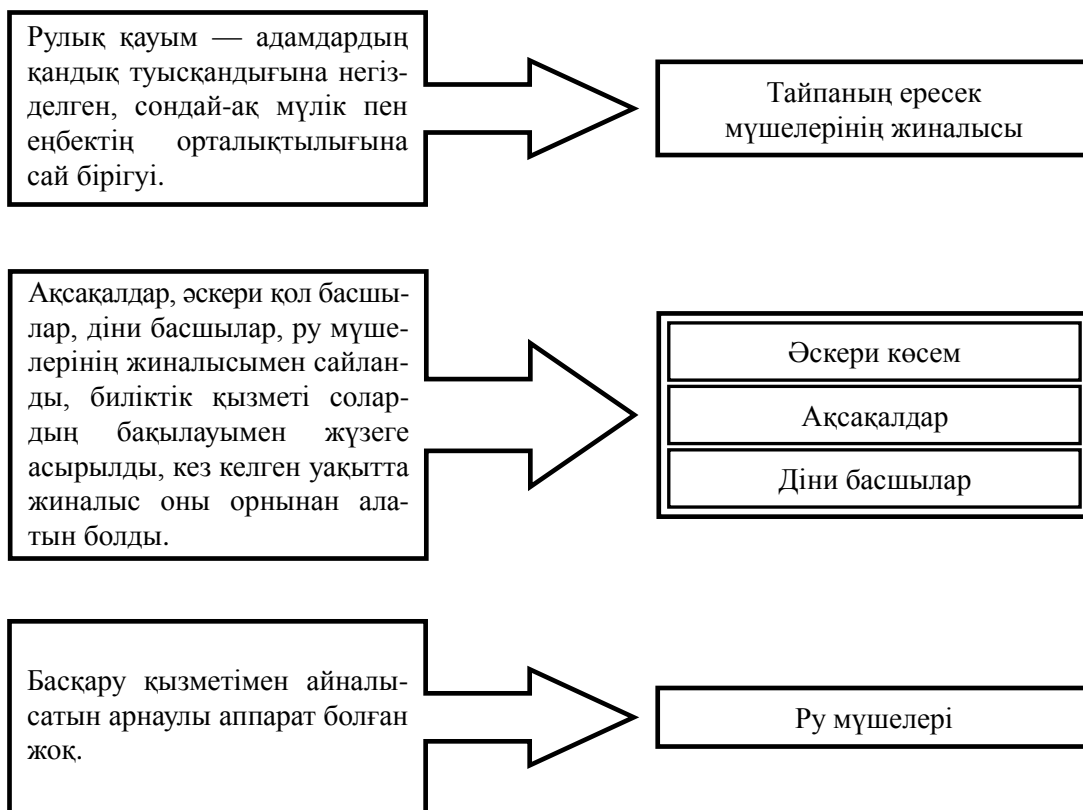 Рулық қауым — адамдардың
қандық туысқандығына негіз-
делген, сондай-ақ мүлік пен
еңбектің орталықтылығына
сай бірігуі.
Тайпаның ересек
мүшелерінің жиналысы
Ақсақалдар, әскери қол басшы-
лар, діни басшылар, ру мүше-
лерінің жиналысымен сайлан-
ды, биліктік қызметі солар-
дың бақылауымен жүзеге
асырылды, кез келген уақытта
жиналыс оны орнынан ала-
тын болды.
Әскери көсем
Ақсақалдар
Діни басшылар
Басқару қызметімен айналы-
сатын арнаулы аппарат болған
жоқ.
Ру мүшелері